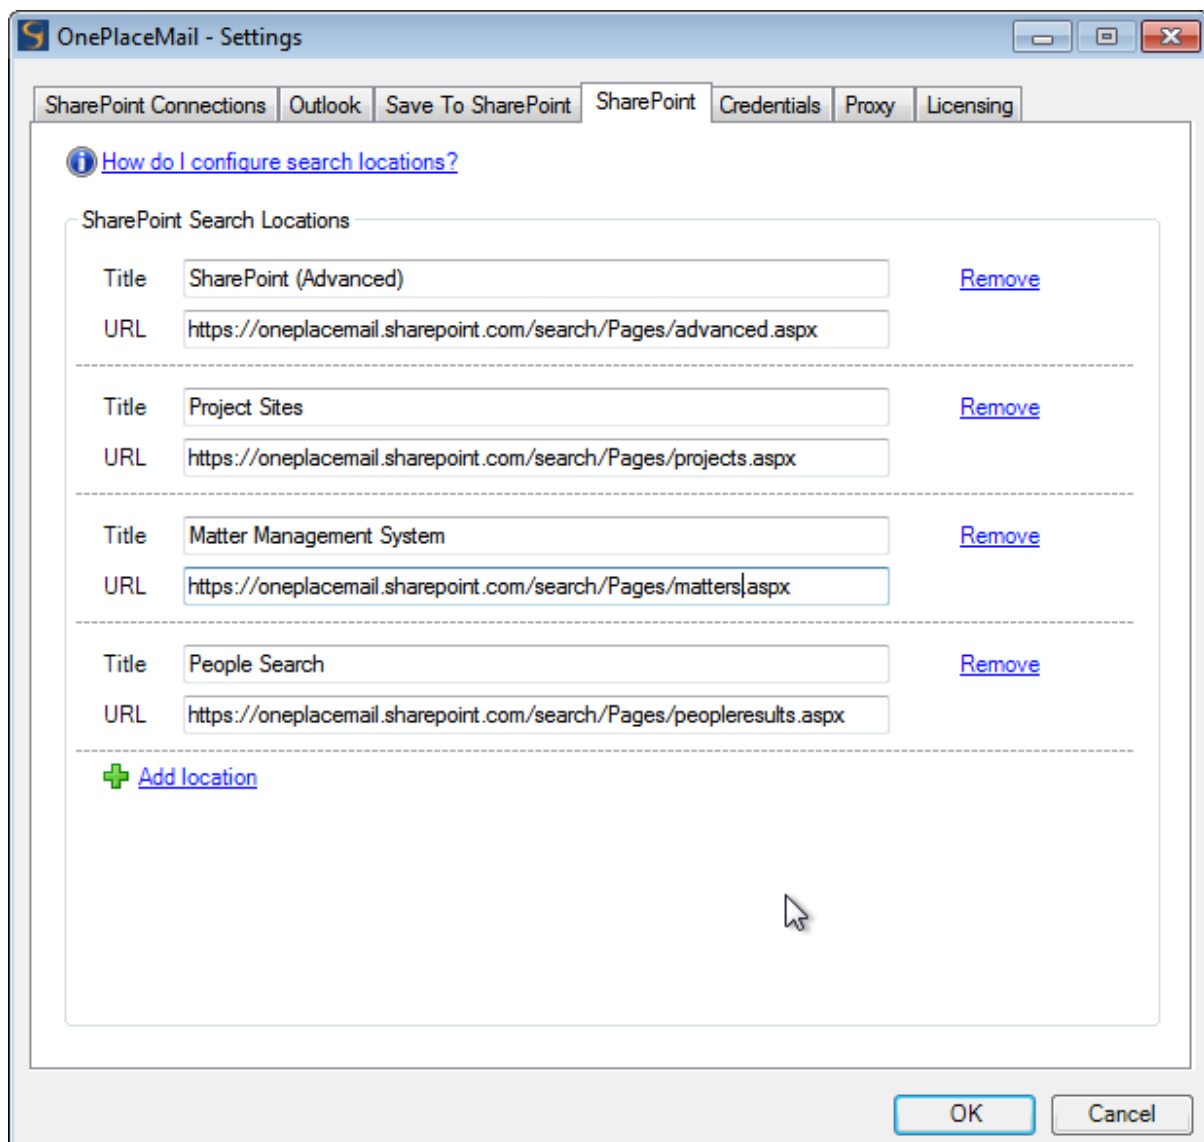 OnePlaceMail - Settings
SharePoint Connections Outlook Save To SharePoint SharePoint Credentials Proxy Licensing
How do I configure search locations?
SharePoint Search Locations
Title SharePoint (Advanced) Remove
URL https://oneplacemail.sharepoint.com/search/Pages/advanced.aspx
Title Project Sites Remove
URL https://oneplacemail.sharepoint.com/search/Pages/projects.aspx
Title Matter Management System Remove
URL https://oneplacemail.sharepoint.com/search/Pages/matters.aspx
Title People Search Remove
URL https://oneplacemail.sharepoint.com/search/Pages/peopleresults.aspx
Add location
OK Cancel